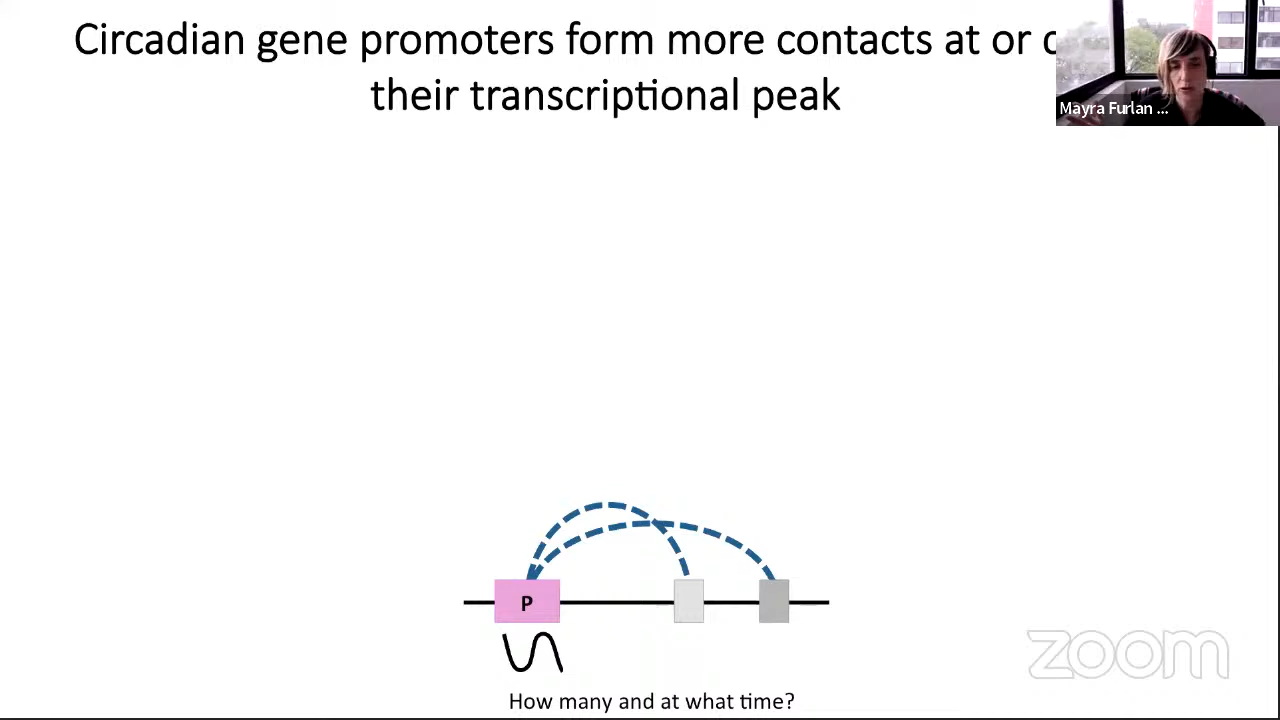 Circadian gene promoters form more contacts at or
their transcriptional peak
Mayra Furlan ...
P
zoom
How many and at what time?